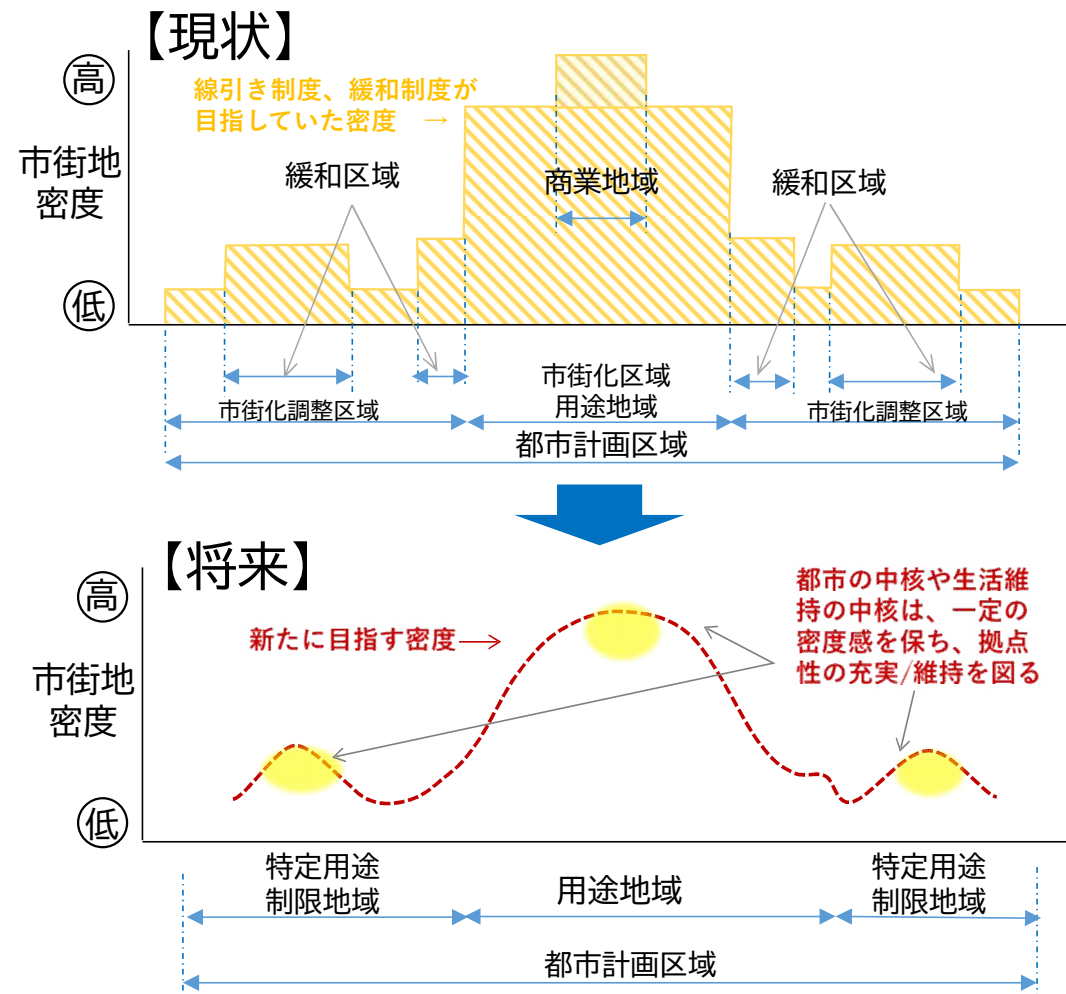 【現状】
高
線引き制度、緩和制度が
目指していた密度 →
市街地
密度
緩和区域
商業地域
緩和区域
低
市街化区域
用途地域
市街化調整区域
市街化調整区域
都市計画区域
【将来】
高
都市の中核や生活維
持の中核は、一定の
密度感を保ち、拠点
性の充実/維持を図る
新たに目指す密度
市街地
密度
低
特定用途
制限地域
用途地域
特定用途
制限地域
都市計画区域